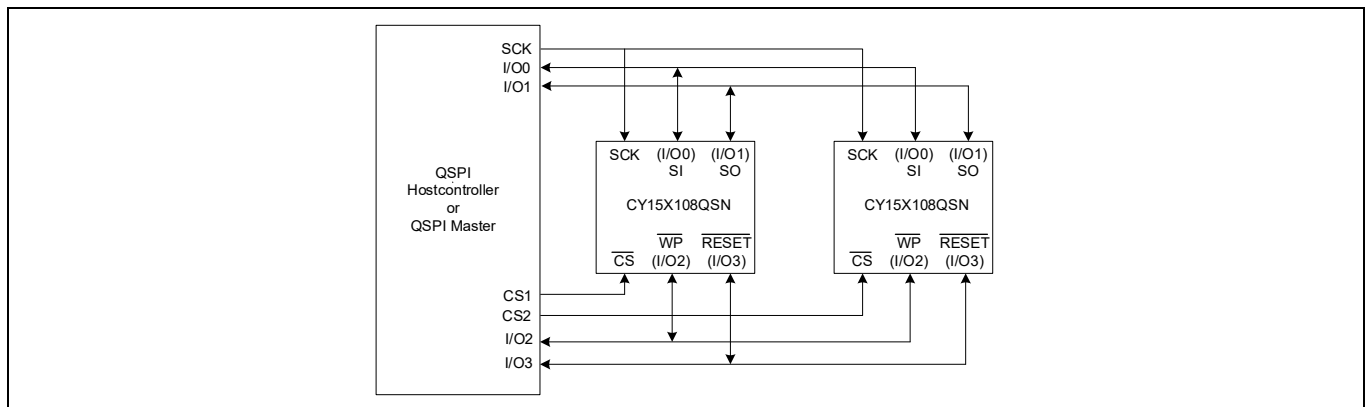 SCK
I/O0
I/O1
QSPI
Hostcontroller
or
QSPI Master
CS1
CS2
I/O2
I/O3
SCK (I/O0) (I/O1)
SI SO
CY15X108QSN
WP RESET
CS (I/O2) (I/O3)
SCK (I/O0) (I/O1)
SI SO
CY15X108QSN
WP RESET
CS (I/O2) (I/O3)